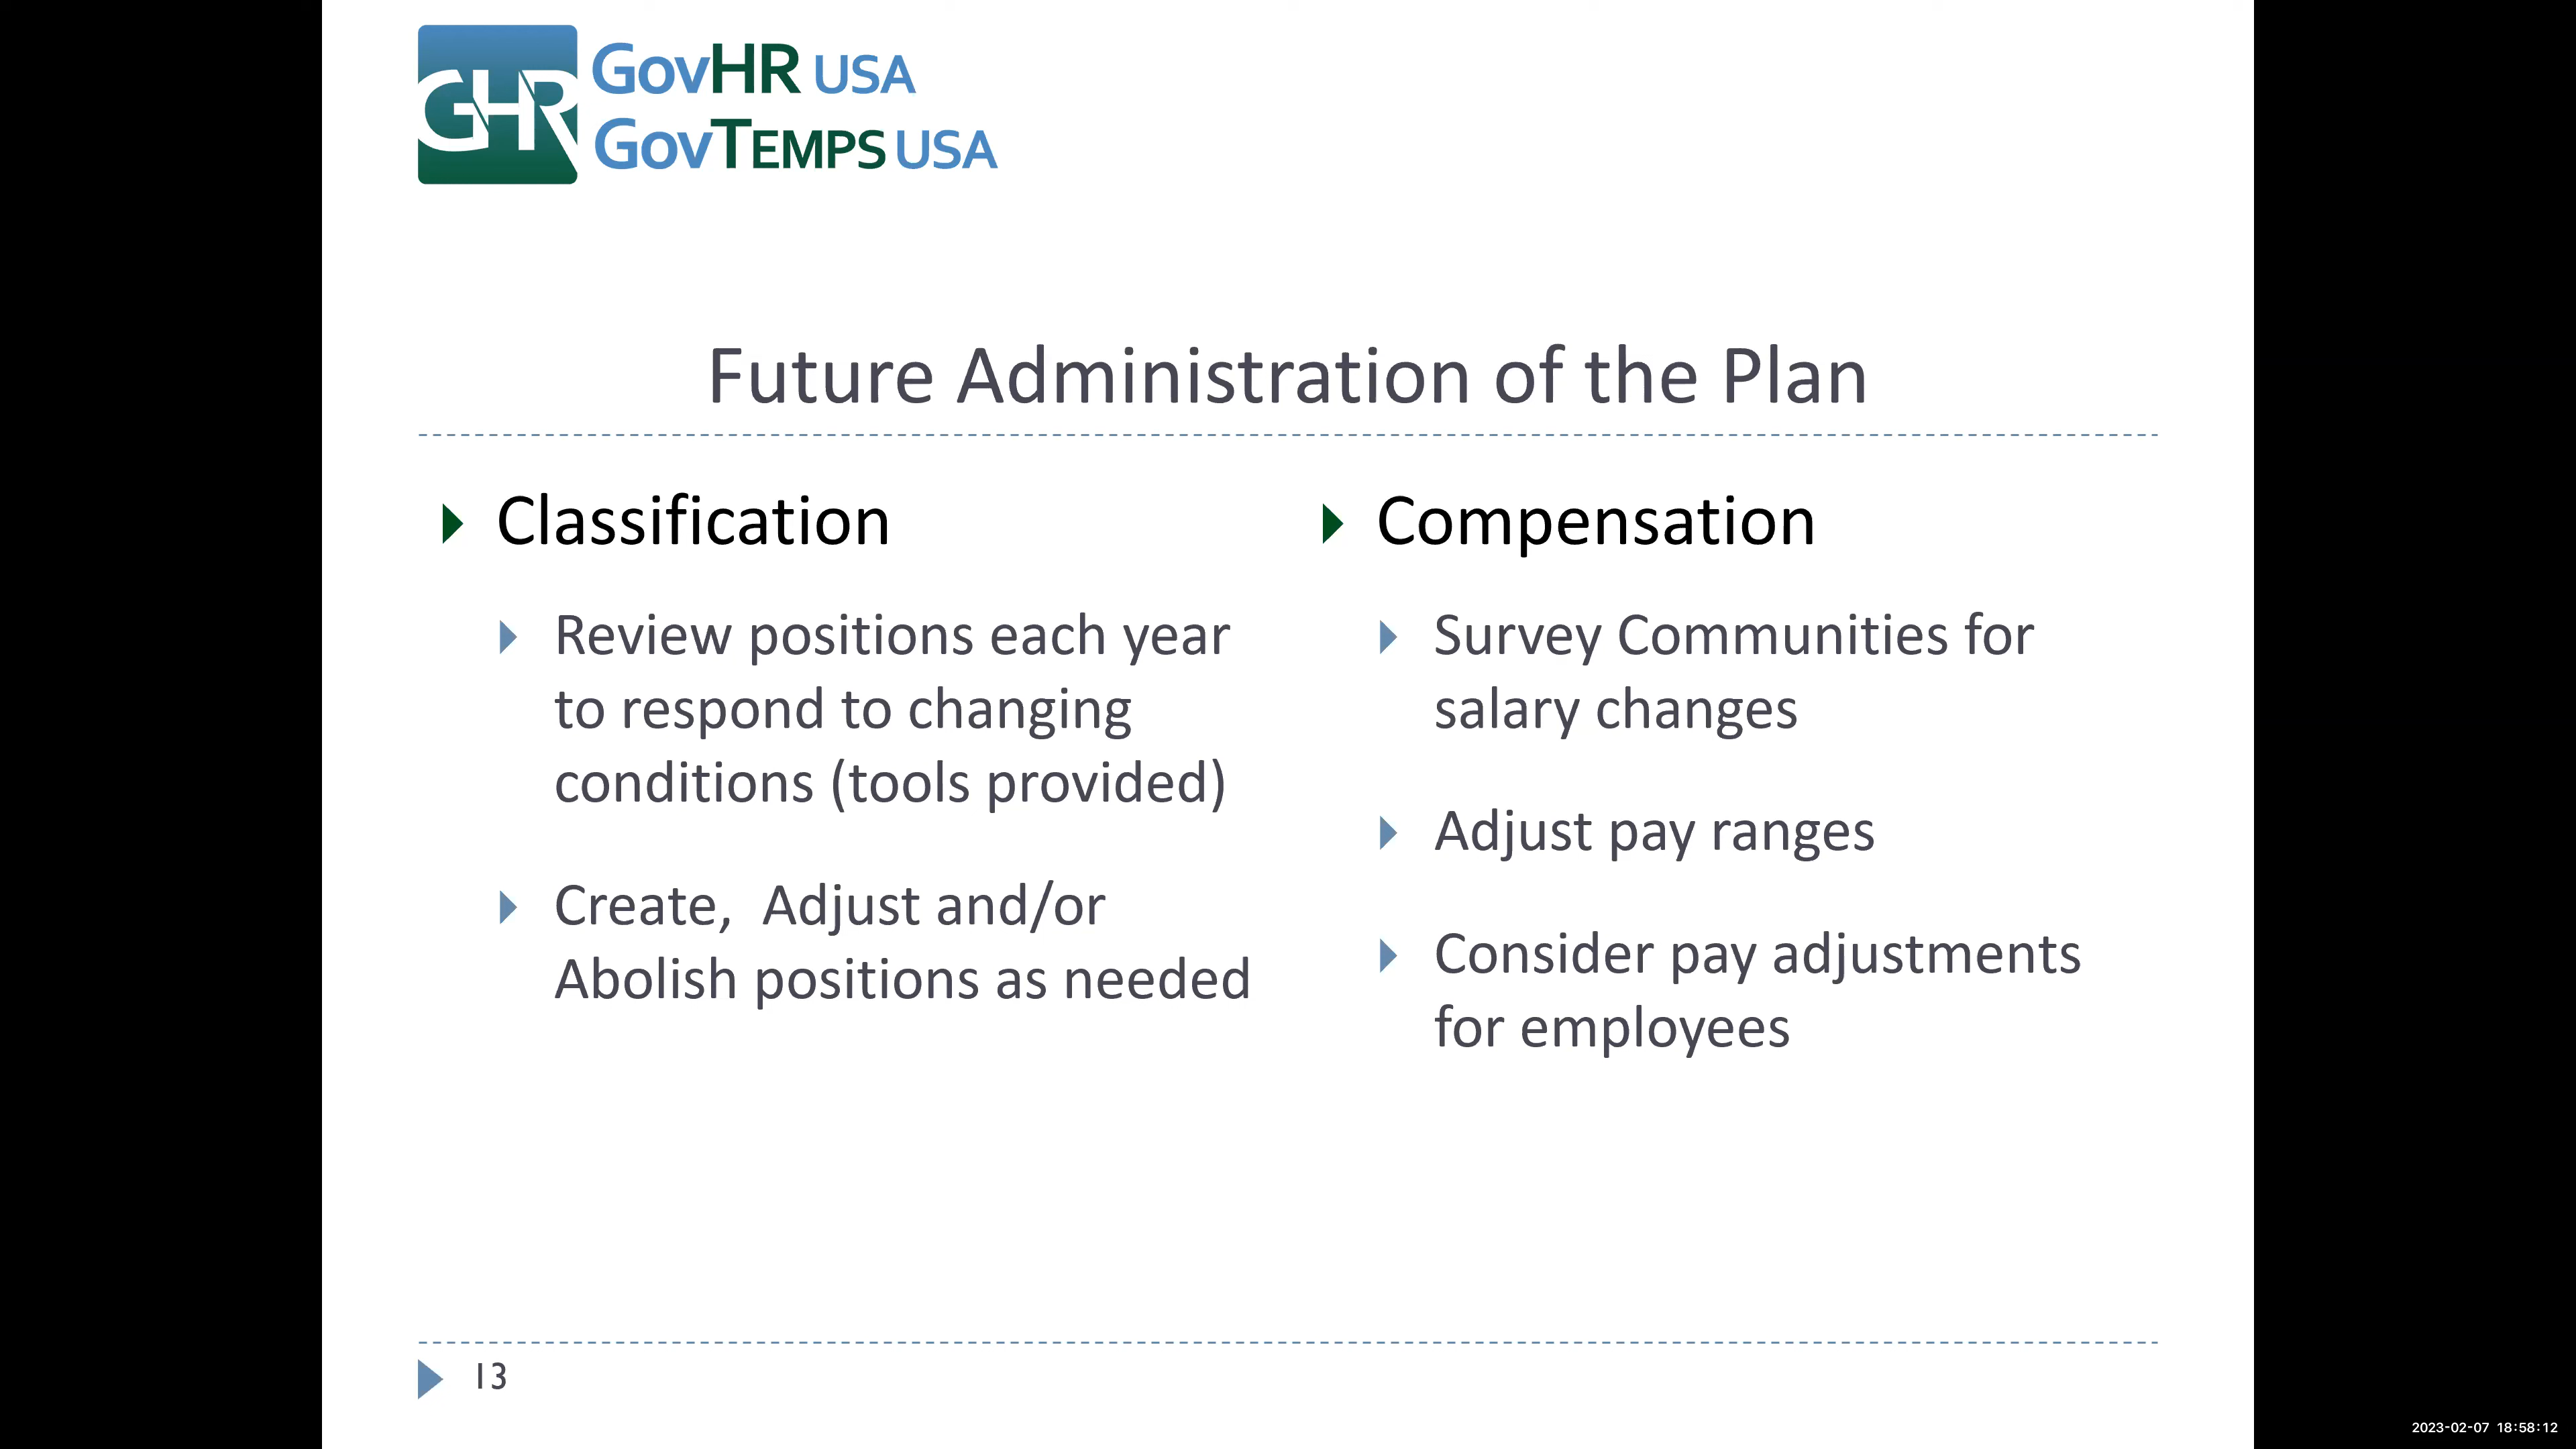 GHR
GovHR USA
GovTEMPS USA
Future Administration of the Plan
Classification
Review positions each year
to respond to changing
conditions (tools provided)
Create,  Adjust and/or
Abolish positions as needed
Compensation
Survey Communities for
salary changes
Adjust pay ranges
Consider pay adjustments
for employees
13
2023-02-07 18:58:12